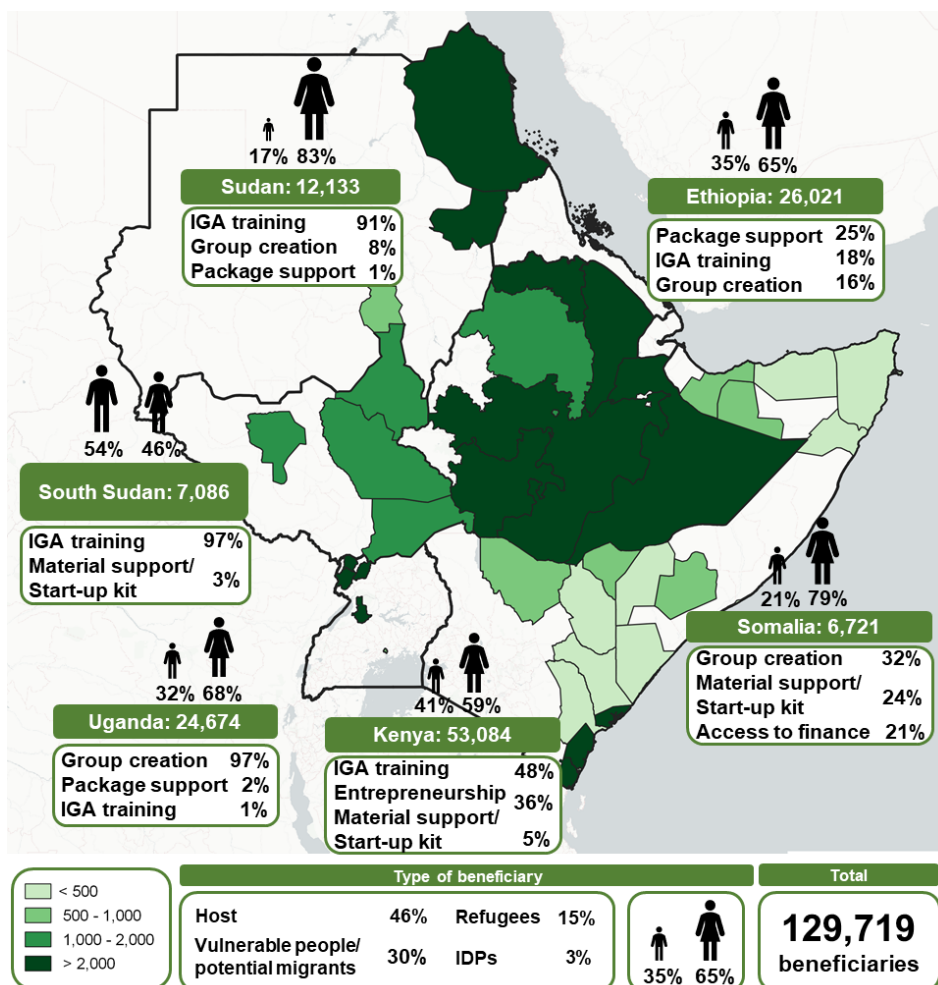 17% 83%
Sudan: 12,133
IGA training 91%
Group creation 8%
Package support 1%
35% 65%
Ethiopia: 26,021
Package support 25%
IGA training 18%
Group creation 16%
54% 46%
South Sudan: 7,086
IGA training 97%
Material support/
Start-up kit 3%
21% 79%
Somalia: 6,721
Group creation 32%
Material support/
Start-up kit 24%
Access to finance 21%
32% 68%
Uganda: 24,674
Group creation 97%
Package support 2%
IGA training 1%
41% 59%
Kenya: 53,084
IGA training 48%
Entrepreneurship 36%
Material support/
Start-up kit 5%
< 500
500 - 1,000
1,000 - 2,000
> 2,000
Type of beneficiary
Host 46% Refugees 15%
Vulnerable people/
potential migrants 30% IDPs 3%
35% 65%
Total
129,719
beneficiaries